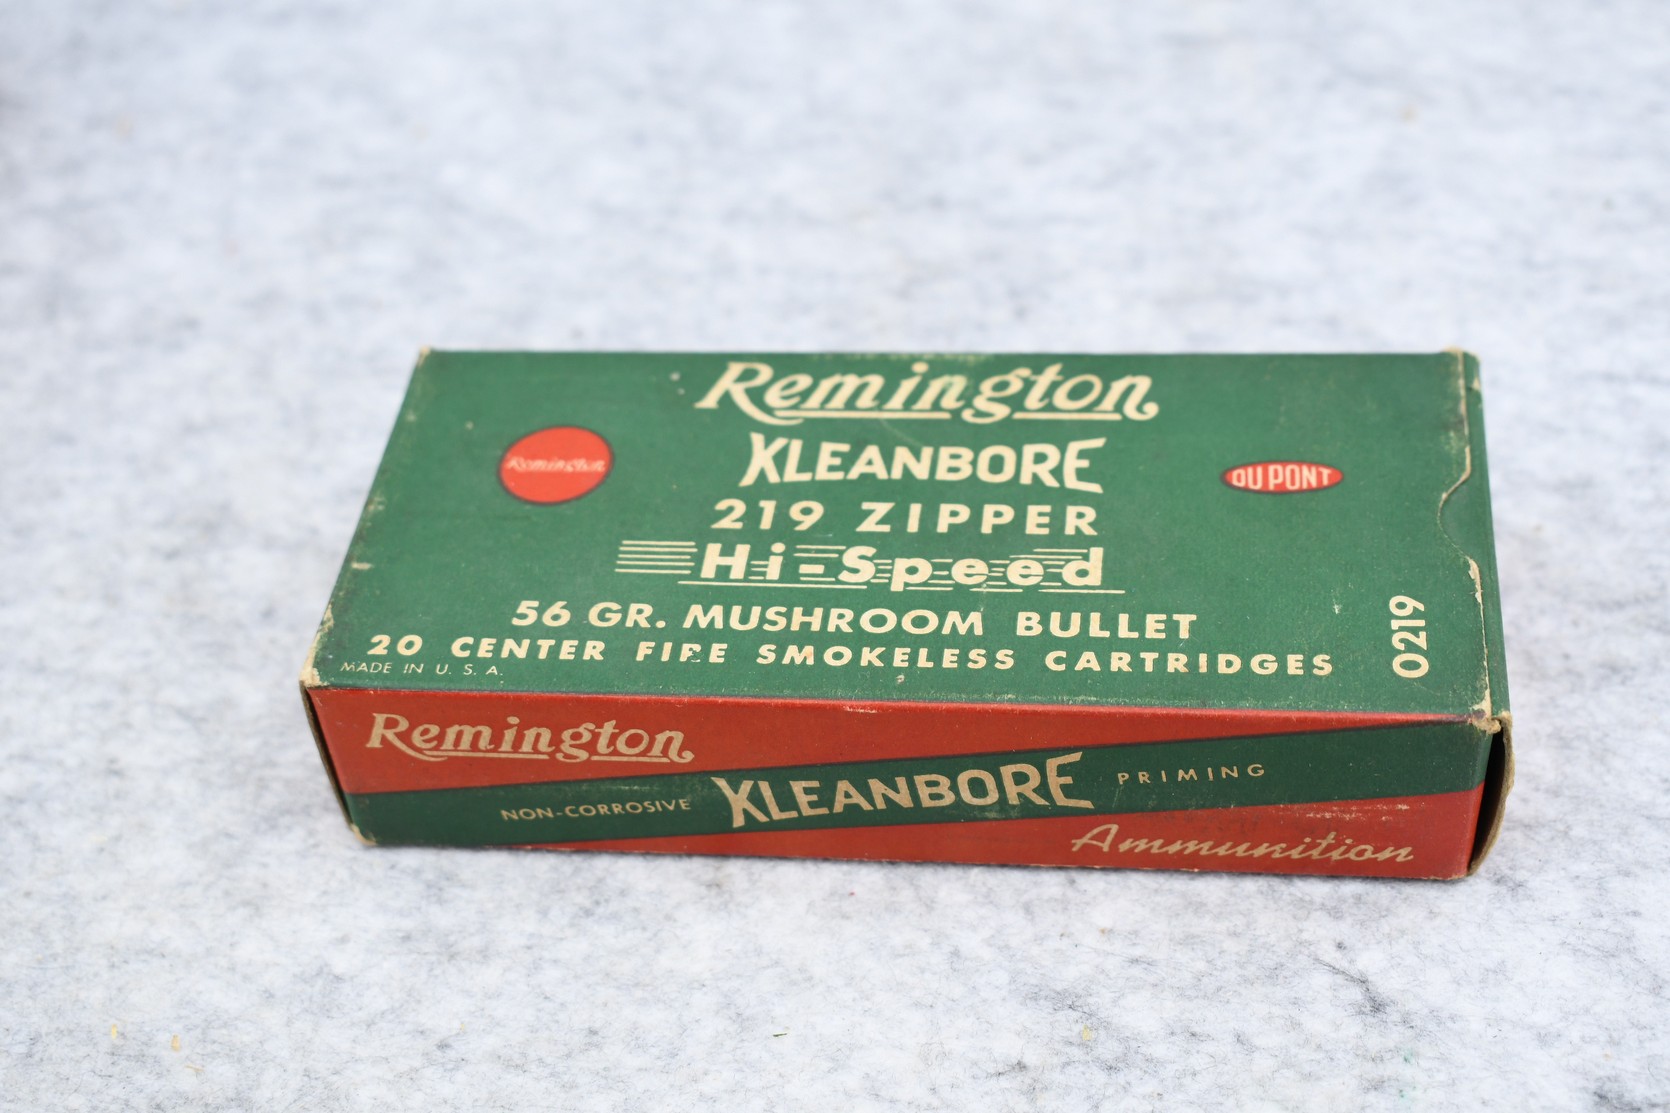 Remington
Remington
KLEANBORE
DU PONT
219 ZIPPER
Hi-Speed
56 GR. MUSHROOM BULLET
20 CENTER FIRE SMOKELESS CARTRIDGES
MADE IN U. S. A.
0219
Remington
NON-CORROSIVE KLEANBORE PRIMING
Ammunition